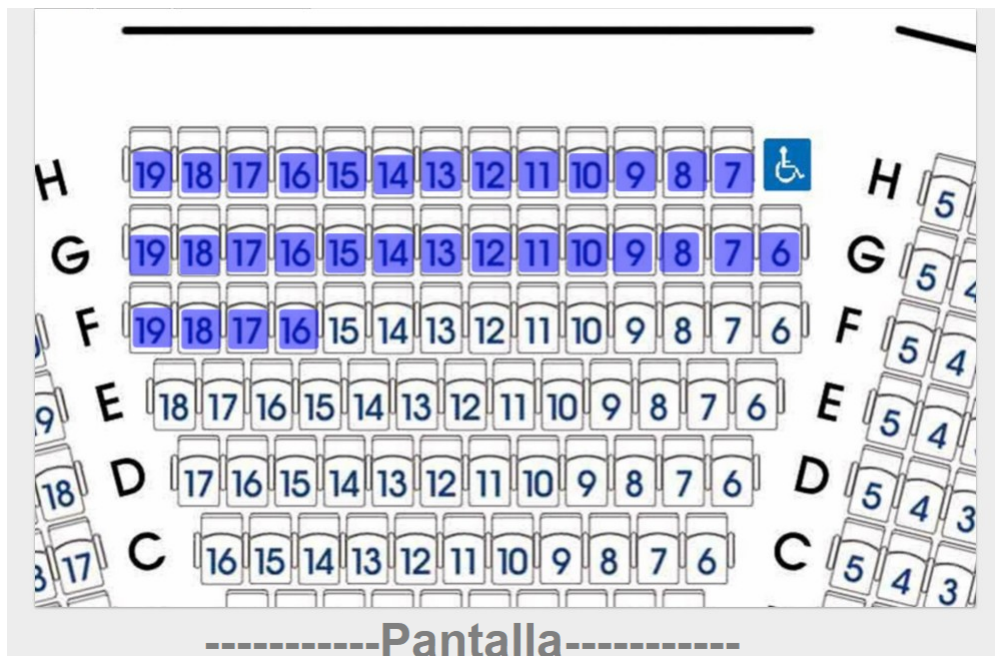 H 19 18 17 16 15 14 13 12 11 10 9 8 7 H 5
G 19 18 17 16 15 14 13 12 11 10 9 8 7 6 G 5 4
F 19 18 17 16 15 14 13 12 11 10 9 8 7 6 F 5 4
E 18 17 16 15 14 13 12 11 10 9 8 7 6 E 5 4
18 D 17 16 15 14 13 12 11 10 9 8 7 6 D 5 4 3
17 C 16 15 14 13 12 11 10 9 8 7 6 C 5 4 3
-----------Pantalla-----------